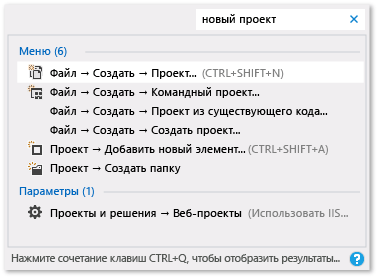 новый проект
Меню (6)
Файл → Создать → Проект... (CTRL+SHIFT+N)
Файл → Создать → Командный проект...
Файл → Создать → Проект из существующего кода...
Файл → Создать → Создать проект...
Проект → Добавить новый элемент... (CTRL+SHIFT+A)
Проект → Создать папку
Параметры (1)
Проекты и решения → Веб-проекты (Использовать IIS...
Нажмите сочетание клавиш CTRL+Q, чтобы отобразить результаты...